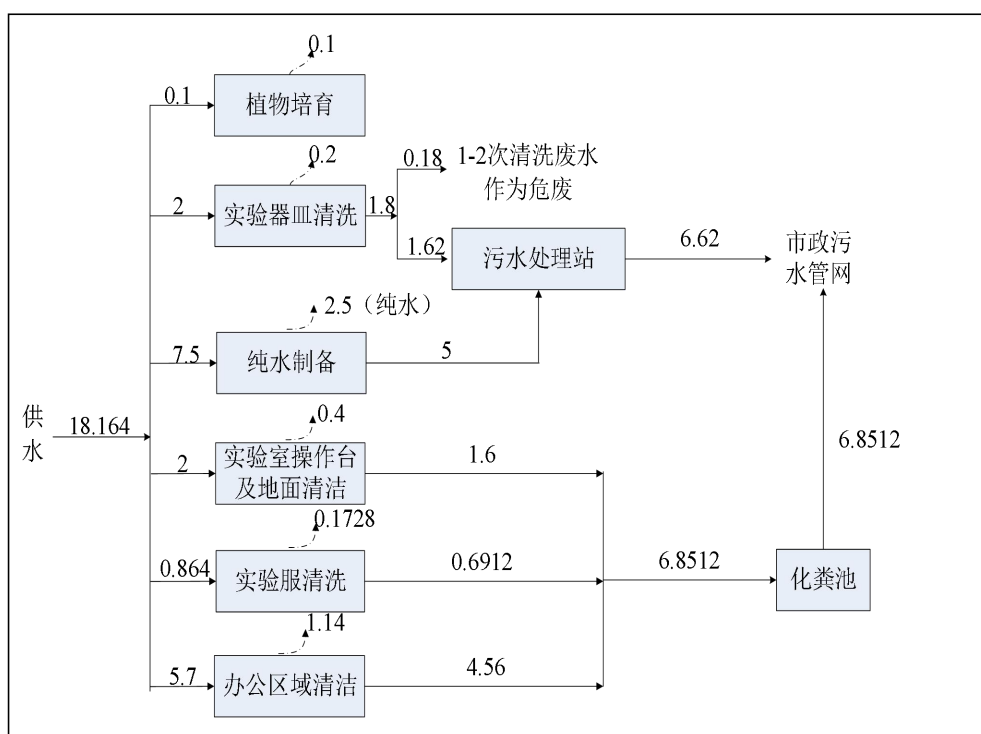 0.1
0.1
植物培育
0.2
2
实验器皿清洗
1.8
0.18
1-2次清洗废水
作为危废
1.62
污水处理站
6.62
市政污
水管网
2.5（纯水）
7.5
纯水制备
5
供
水
18.164
0.4
2
实验室操作台
及地面清洁
1.6
6.8512
0.1728
0.864
实验服清洗
0.6912
6.8512
化粪池
1.14
5.7
办公区域清洁
4.56